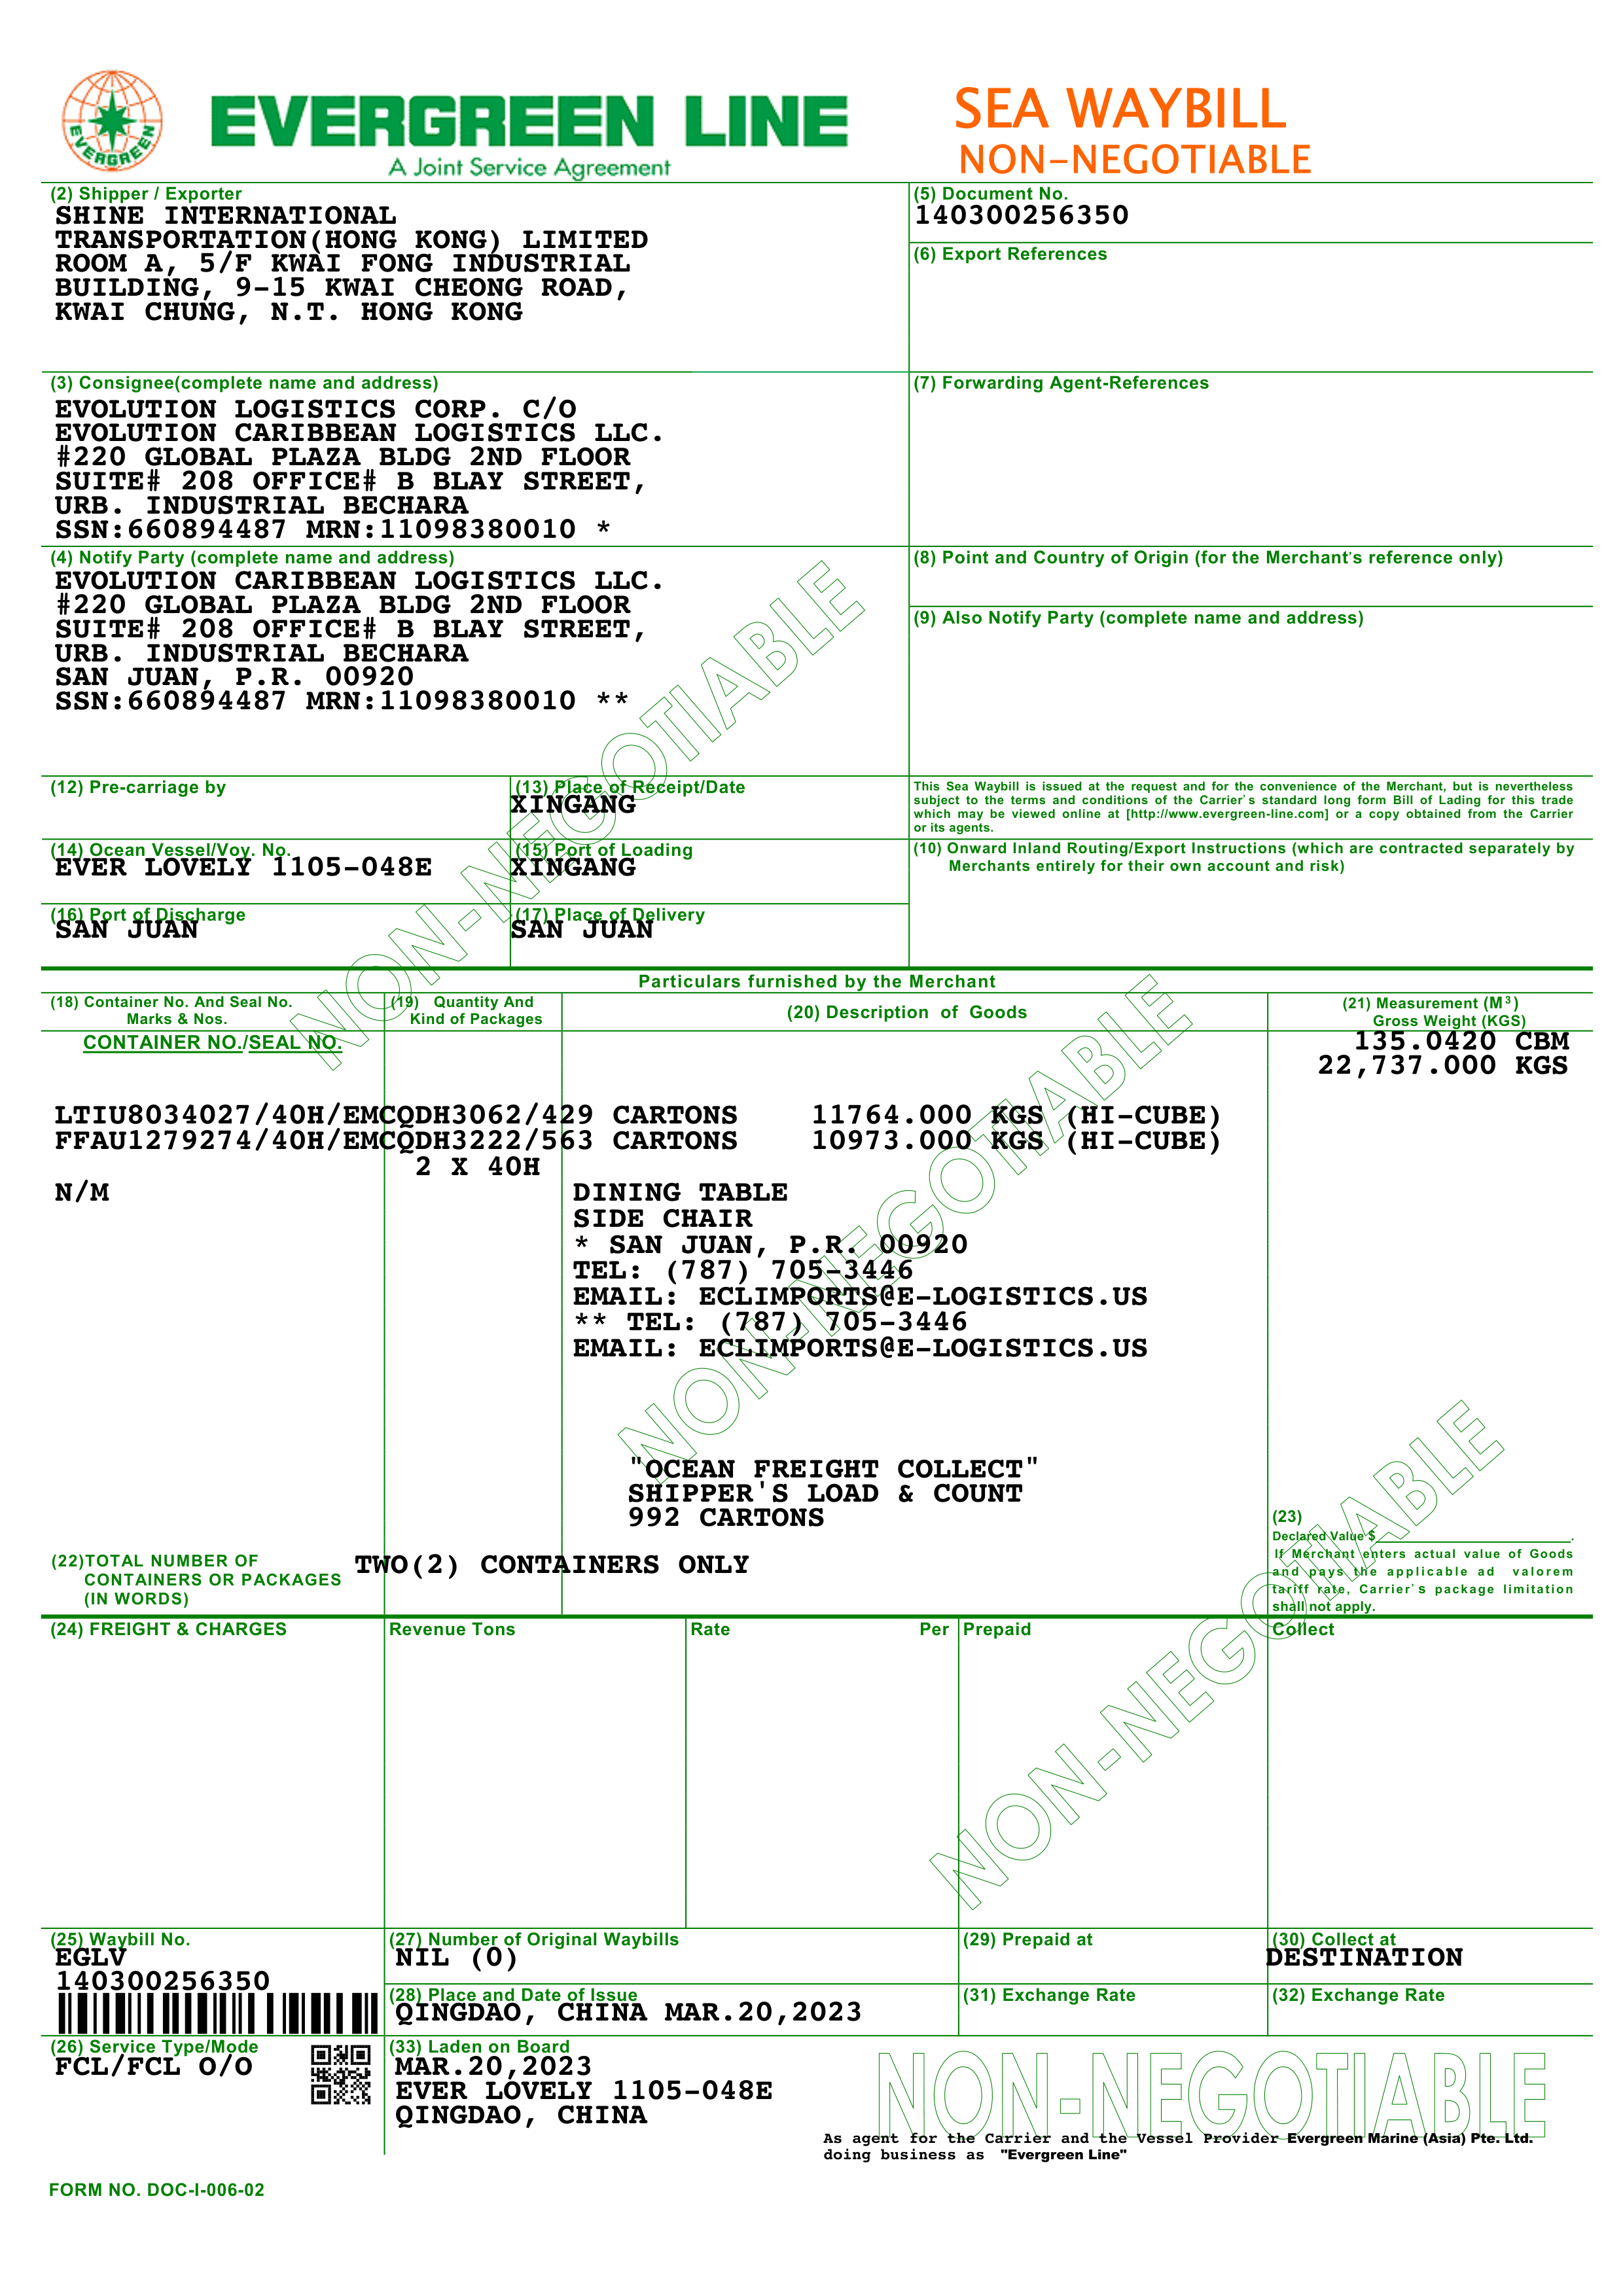 EVERGREEN
EVERGREEN LINE
A Joint Service Agreement
SEA WAYBILL
NON-NEGOTIABLE
(2) Shipper / Exporter
SHINE INTERNATIONAL
TRANSPORTATION(HONG KONG) LIMITED
ROOM A, 5/F KWAI FONG INDUSTRIAL
BUILDING, 9-15 KWAI CHEONG ROAD,
KWAI CHUNG, N.T. HONG KONG
(5) Document No.
140300256350
(6) Export References
(3) Consignee(complete name and address)
EVOLUTION LOGISTICS CORP. C/O
EVOLUTION CARIBBEAN LOGISTICS LLC.
#220 GLOBAL PLAZA BLDG 2ND FLOOR
SUITE# 208 OFFICE# B BLAY STREET,
URB. INDUSTRIAL BECHARA
SSN:660894487 MRN:11098380010 *
(7) Forwarding Agent-References
(4) Notify Party (complete name and address)
EVOLUTION CARIBBEAN LOGISTICS LLC.
#220 GLOBAL PLAZA BLDG 2ND FLOOR
SUITE# 208 OFFICE# B BLAY STREET,
URB. INDUSTRIAL BECHARA
SAN JUAN, P.R. 00920
SSN:660894487 MRN:11098380010 **
(8) Point and Country of Origin (for the Merchant's reference only)
(9) Also Notify Party (complete name and address)
(12) Pre-carriage by
(13) Place of Receipt/Date
XINGANG
This Sea Waybill is issued at the request and for the convenience of the Merchant, but is nevertheless
subject to the terms and conditions of the Carrier's standard long form Bill of Lading for this trade
which may be viewed online at [http://www.evergreen-line.com] or a copy obtained from the Carrier
or its agents.
(14) Ocean Vessel/Voy. No.
EVER LOVELY 1105-048E
(15) Port of Loading
XINGANG
(10) Onward Inland Routing/Export Instructions (which are contracted separately by
Merchants entirely for their own account and risk)
(16) Port of Discharge
SAN JUAN
(17) Place of Delivery
SAN JUAN
NON-NEGOTIABLE
Particulars furnished by the Merchant
(18) Container No. And Seal No.
Marks & Nos.
(19) Quantity And
Kind of Packages
(20) Description of Goods
(21) Measurement (M³)
Gross Weight (KGS)
CONTAINER NO./SEAL NO.
135.0420 CBM
22,737.000 KGS
LTIU8034027/40H/EMCQDH3062/429 CARTONS 11764.000 KGS (HI-CUBE)
FFAU1279274/40H/EMCQDH3222/563 CARTONS 10973.000 KGS (HI-CUBE)
2 X 40H
N/M
DINING TABLE
SIDE CHAIR
* SAN JUAN, P.R. 00920
TEL: (787) 705-3446
EMAIL: ECLIMPORTS@E-LOGISTICS.US
** TEL: (787) 705-3446
EMAIL: ECLIMPORTS@E-LOGISTICS.US
NON-NEGOTIABLE
"OCEAN FREIGHT COLLECT"
SHIPPER'S LOAD & COUNT
992 CARTONS
(22)TOTAL NUMBER OF
CONTAINERS OR PACKAGES
(IN WORDS)
TWO(2) CONTAINERS ONLY
(23)
Declared Value $
If Merchant enters actual value of Goods
and pays the applicable ad valorem
tariff rate, Carrier's package limitation
shall not apply.
(24) FREIGHT & CHARGES
Revenue Tons
Rate
Per
Prepaid
Collect
NON-NEGOTIABLE
(25) Waybill No.
EGLV
140300256350
(27) Number of Original Waybills
NIL (0)
(29) Prepaid at
(30) Collect at
DESTINATION
(28) Place and Date of Issue
QINGDAO, CHINA MAR.20,2023
(31) Exchange Rate
(32) Exchange Rate
(26) Service Type/Mode
FCL/FCL O/O
(33) Laden on Board
MAR.20,2023
EVER LOVELY 1105-048E
QINGDAO, CHINA
NON-NEGOTIABLE
As agent for the Carrier and the Vessel Provider Evergreen Marine (Asia) Pte. Ltd.
doing business as "Evergreen Line"
FORM NO. DOC-I-006-02